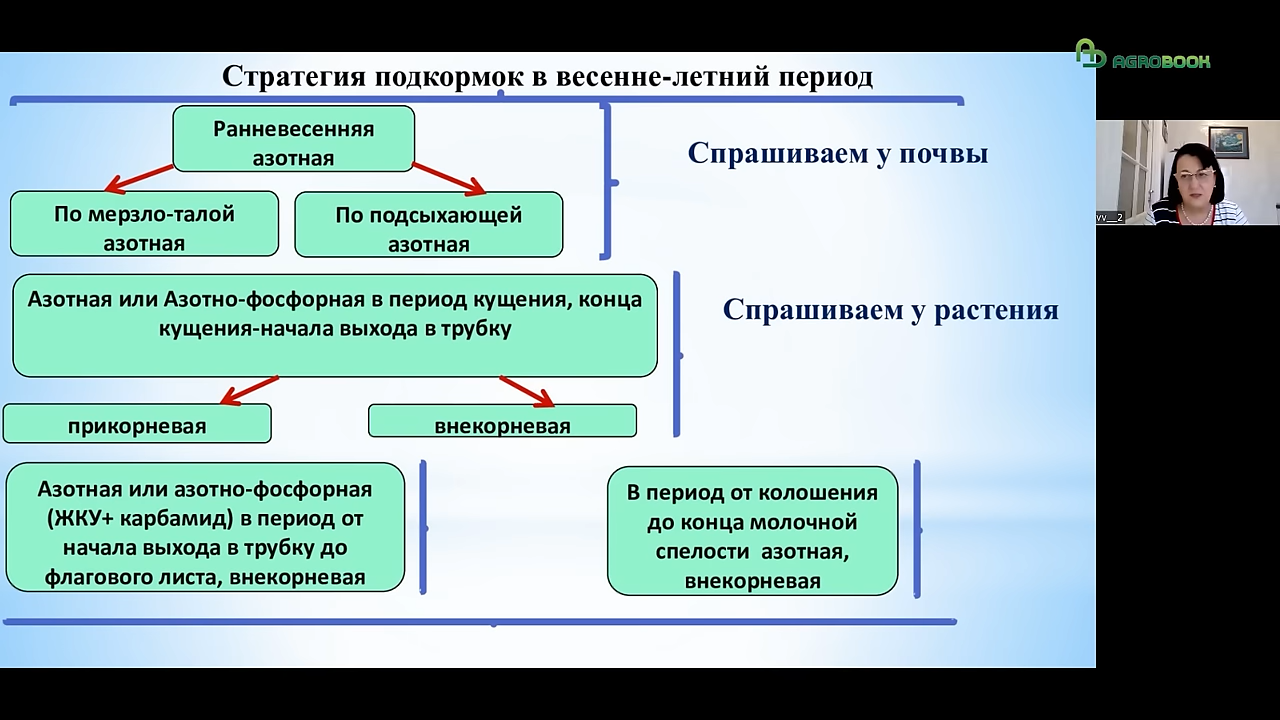 Стратегия подкормок в весенне-летний период
AGROBOOK
Ранневесенняя
азотная
Спрашиваем у почвы
По мерзло-талой
азотная
По подсыхающей
азотная
Азотная или Азотно-фосфорная в период кущения, конца
кущения-начала выхода в трубку
Спрашиваем у растения
прикорневая
внекорневая
Азотная или азотно-фосфорная
(ЖКУ+ карбамид) в период от
начала выхода в трубку до
флагового листа, внекорневая
В период от колошения
до конца молочной
спелости азотная,
внекорневая